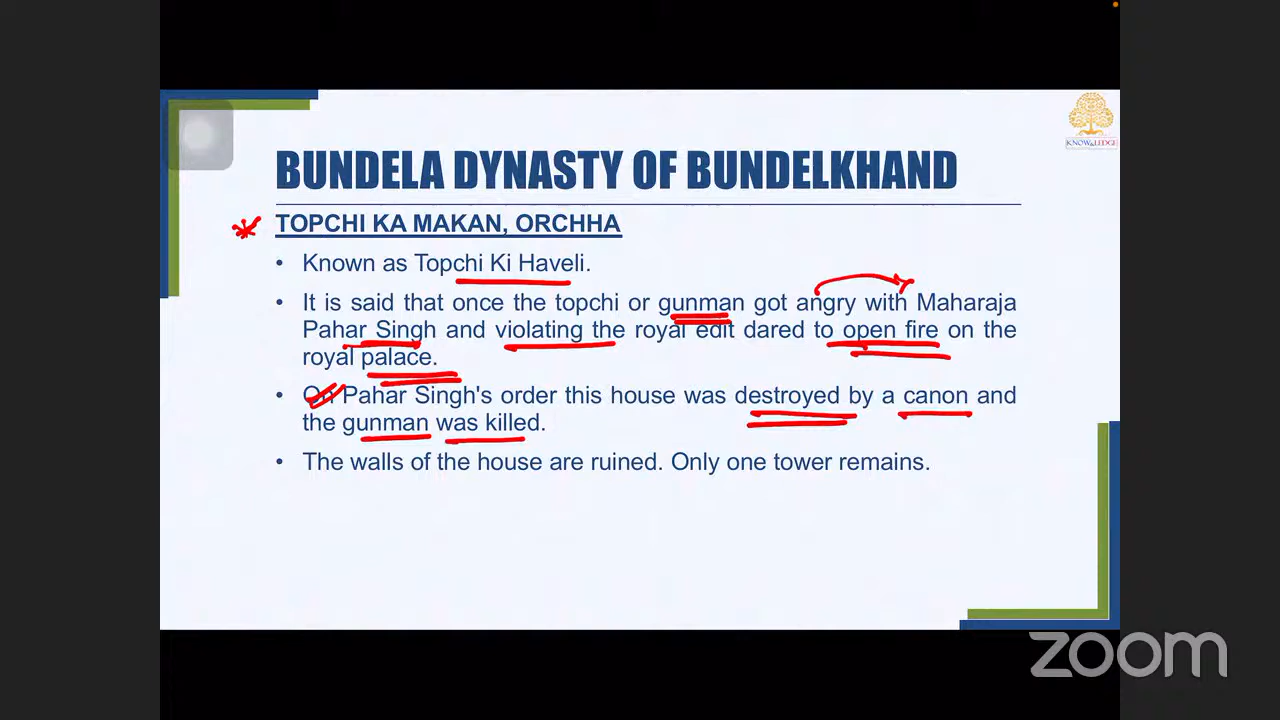 KNOW&LEDGE
BUNDELA DYNASTY OF BUNDELKHAND
TOPCHI KA MAKAN, ORCHHA
• Known as Topchi Ki Haveli.
• It is said that once the topchi or gunman got angry with Maharaja
Pahar Singh and violating the royal edit dared to open fire on the
royal palace.
• On Pahar Singh's order this house was destroyed by a canon and
the gunman was killed.
• The walls of the house are ruined. Only one tower remains.
zoom